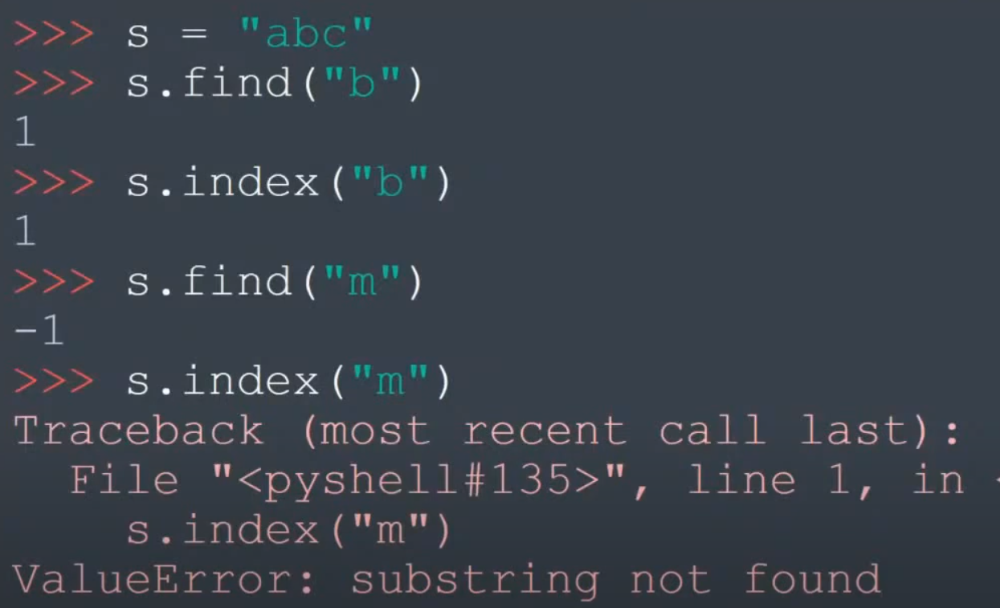 >>> s = "abc"
>>> s.find("b")
1
>>> s.index("b")
1
>>> s.find("m")
-1
>>> s.index("m")
Traceback (most recent call last):
  File "<pyshell#135>", line 1, in <
    s.index("m")
ValueError: substring not found